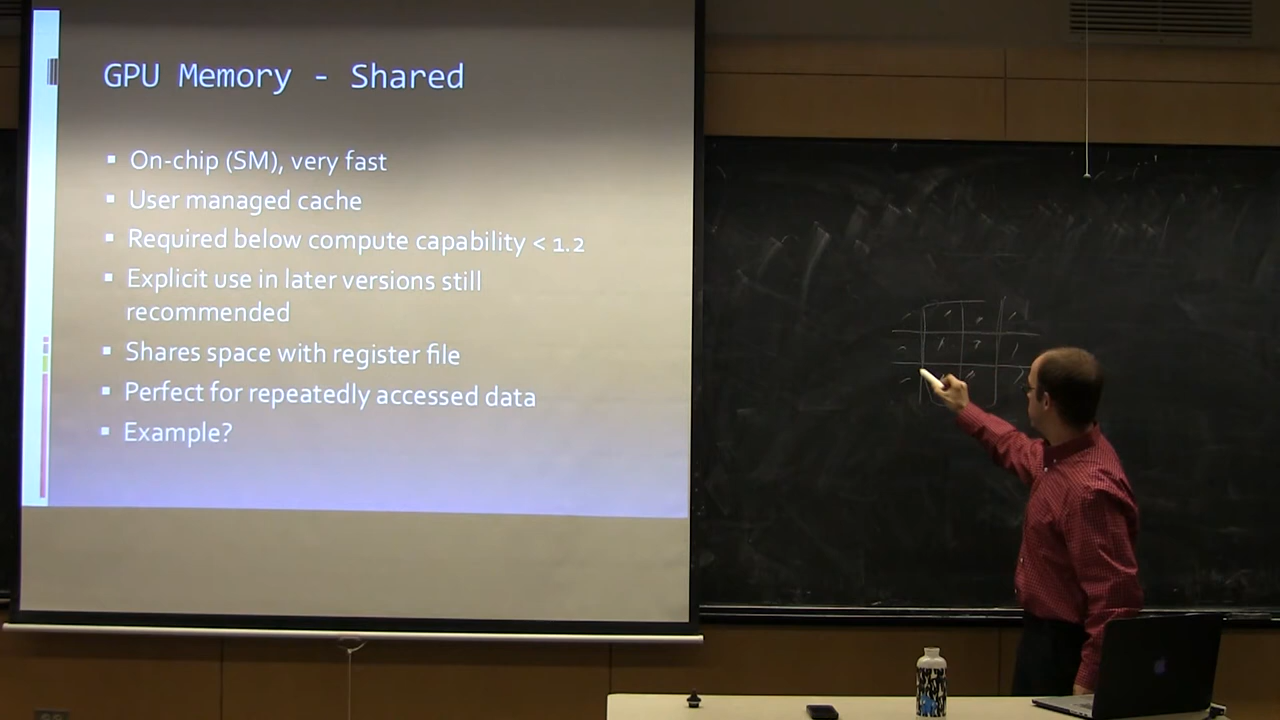 GPU Memory - Shared
▪ On-chip (SM), very fast
▪ User managed cache
▪ Required below compute capability < 1.2
▪ Explicit use in later versions still
recommended
▪ Shares space with register file
▪ Perfect for repeatedly accessed data
▪ Example?